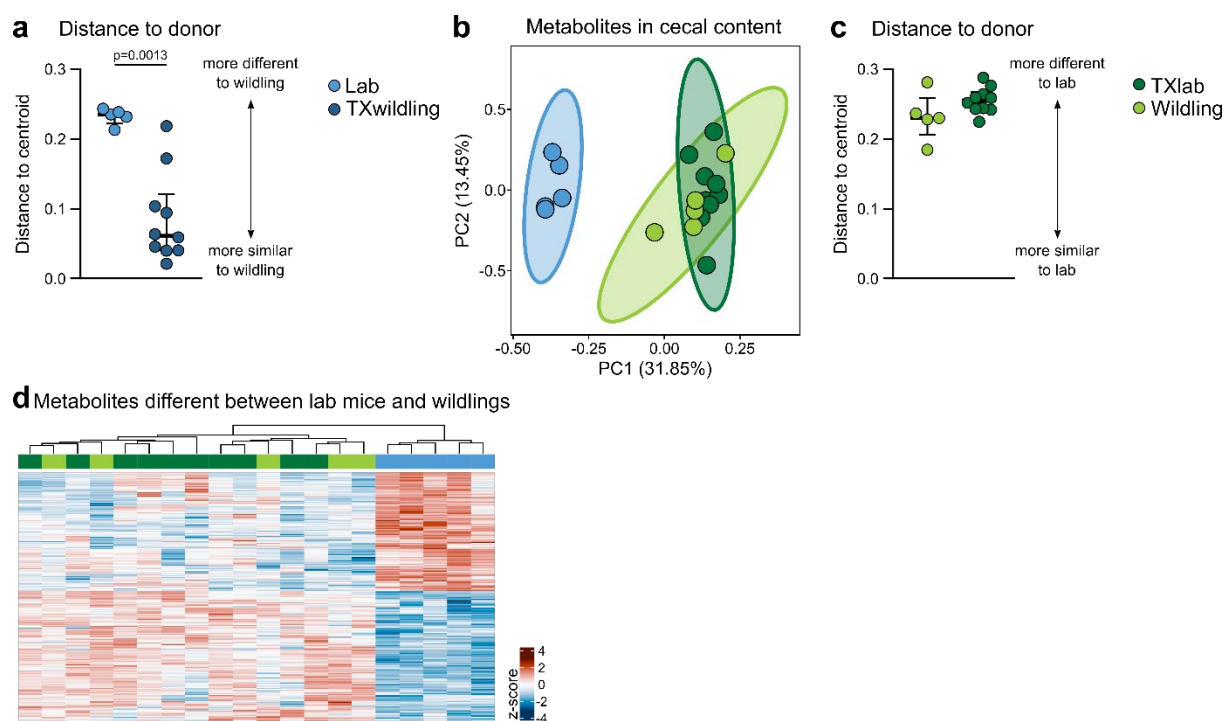 a Distance to donor
p=0.0013
Distance to centroid
0.3
0.2
0.1
0.0
more different
to wildling
more similar
to wildling
Lab
TXwildling
b Metabolites in cecal content
PC2 (13.45%)
0.5
0.0
-0.5
-0.50
-0.25
0.00
0.25
PC1 (31.85%)
c Distance to donor
Distance to centroid
0.3
0.2
0.1
0.0
more different
to lab
more similar
to lab
TXlab
Wildling
d Metabolites different between lab mice and wildlings
z-score
4
2
0
-2
-4